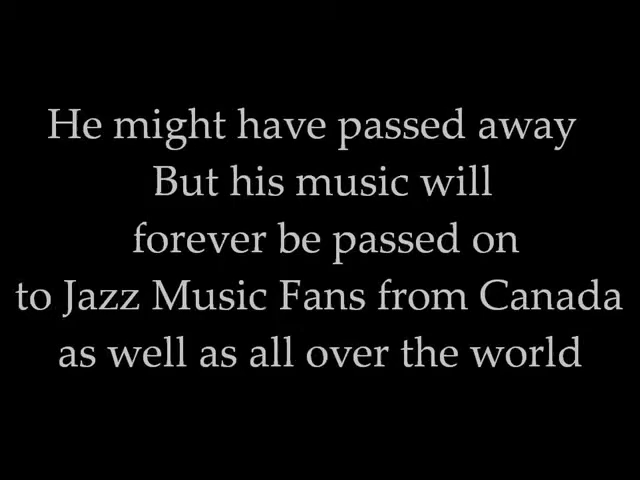 He might have passed away
But his music will
forever be passed on
to Jazz Music Fans from Canada
as well as all over the world